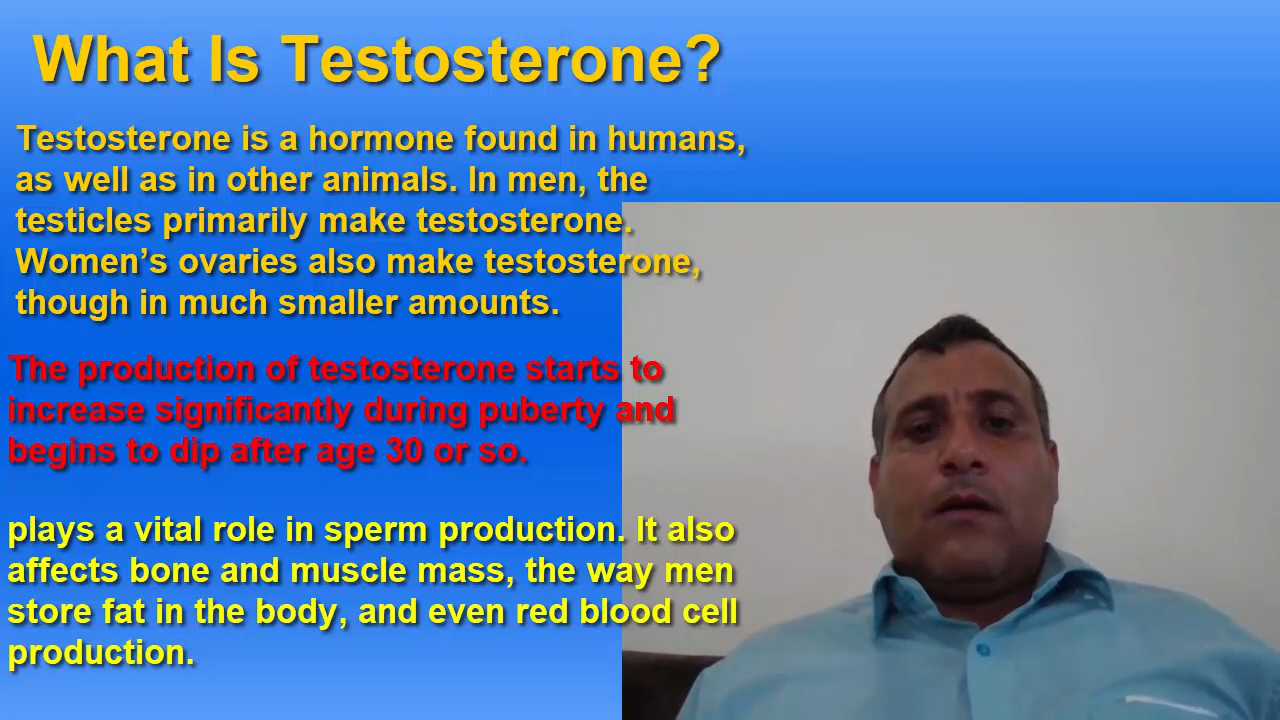 What Is Testosterone?
Testosterone is a hormone found in humans,
as well as in other animals. In men, the
testicles primarily make testosterone.
Women’s ovaries also make testosterone,
though in much smaller amounts.
The production of testosterone starts to
increase significantly during puberty and
begins to dip after age 30 or so.
plays a vital role in sperm production. It also
affects bone and muscle mass, the way men
store fat in the body, and even red blood cell
production.